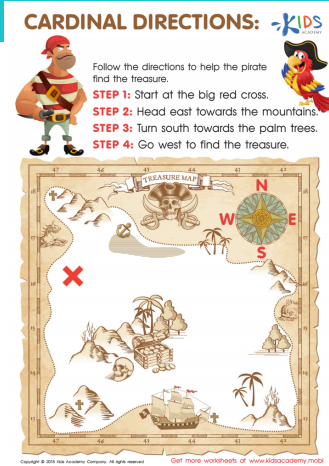 CARDINAL DIRECTIONS:
KIDS
ACADEMY
Follow the directions to help the pirate
find the treasure.
STEP 1: Start at the big red cross.
STEP 2: Head east towards the mountains.
STEP 3: Turn south towards the palm trees.
STEP 4: Go west to find the treasure.
TREASURE MAP
N
W E
S
Copyright © 2015 Kids Academy Company. All rights reserved
Get more worksheets at www.kidsacademy.mobi